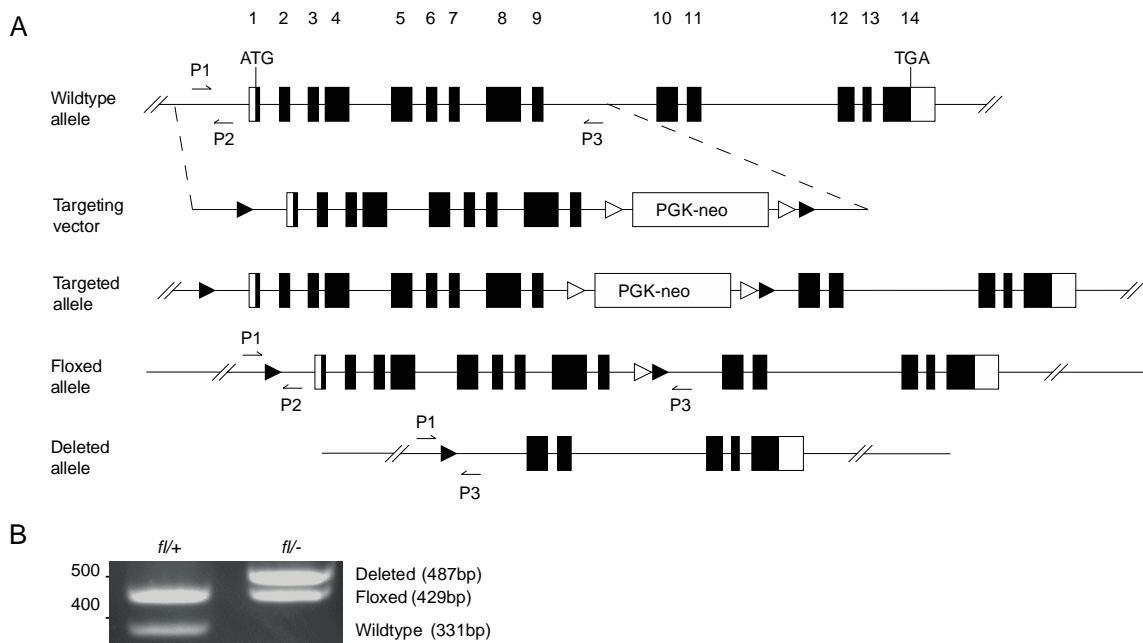 A
1 2 3 4 5 6 7 8 9 10 11 12 13 14
ATG TGA
P1
Wildtype
allele
P2 P3
Targeting
vector
PGK-neo
Targeted
allele
PGK-neo
P1
Floxed
allele
P2 P3
P1
Deleted
allele
P3
B
fl/+ fl/-
500
400
Deleted (487bp)
Floxed (429bp)
Wildtype (331bp)